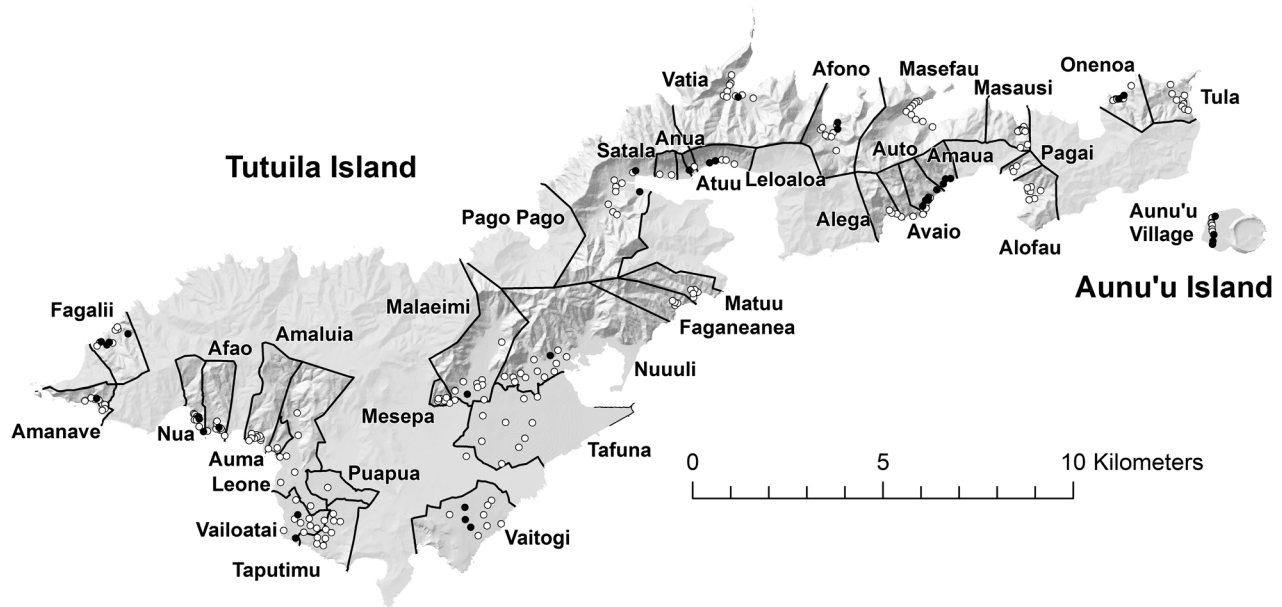 Onenoa
Afono
Masefau
Vatia
Masausi
Tula
Anua
Satala
Auto
Amaua
Pagai
Tutuila Island
Atuu
Leloaloa
Pago Pago
Alega
Avaio
Aunu'u
Village
Alofau
Aunu'u Island
Malaeimi
Matuu
Fagalii
Amaluia
Faganeanea
Afao
Nuuuli
Mesepa
Amanave
Nua
Tafuna
Auma
0 5 10 Kilometers
Leone
Puapua
Vailoatai
Vaitogi
Taputimu